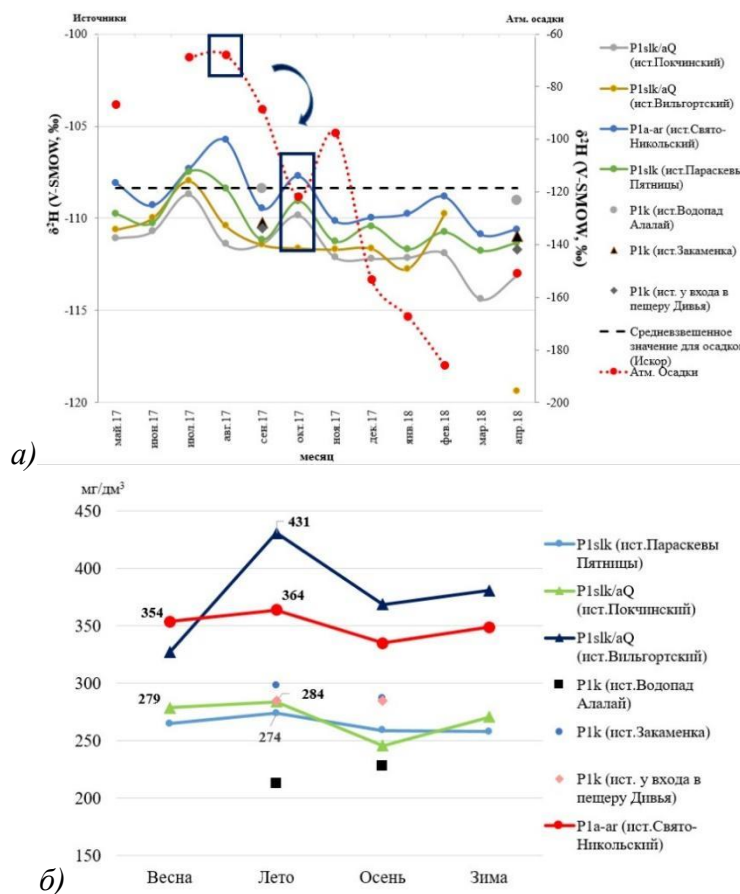 Источники
Атм. осадки
-100
-105
-110
-115
-120
δ²H (V-SMOW, ‰)
-60
-80
-100
-120
-140
-160
-180
-200
δ²H (V-SMOW, ‰)
май.17
июн.17
июл.17
авг.17
сен.17
окт.17
ноя.17
дек.17
янв.18
фев.18
мар.18
апр.18
месяц
P1slk/aQ
(ист.Покчинский)
P1slk/aQ
(ист.Вильгортский)
P1a-ar (ист.Свято-
Никольский)
P1slk (ист.Параскевы
Пятницы)
P1k (ист.Водопад
Алалай)
P1k (ист.Закаменка)
P1k (ист. у входа в
пещеру Дивья)
Средневзвешенное
значение для осадков
(Искор)
Атм. Осадки
а)
мг/дм³
450
400
350
300
250
200
150
431
354
364
279
284
274
Весна
Лето
Осень
Зима
P1slk (ист.Параскевы
Пятницы)
P1slk/aQ
(ист.Покчинский)
P1slk/aQ
(ист.Вильгортский)
P1k (ист.Водопад
Алалай)
P1k (ист.Закаменка)
P1k (ист. у входа в
пещеру Дивья)
P1a-ar (ист.Свято-
Никольский)
б)